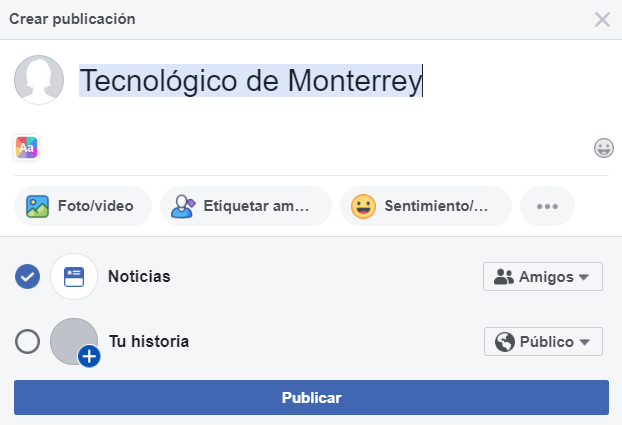 Crear publicación
Tecnológico de Monterrey
Aa
Foto/video
Etiquetar am...
Sentimiento/...
Noticias
Amigos
Tu historia
Público
Publicar